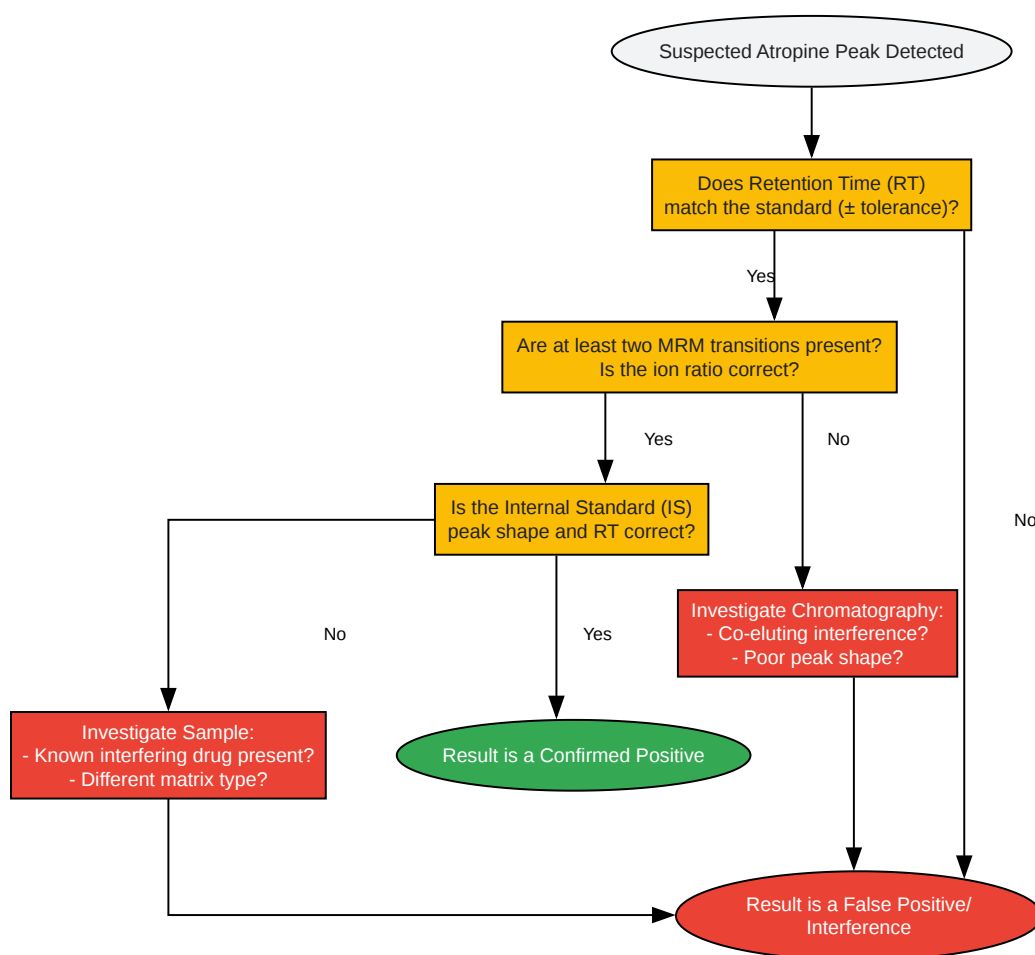 Suspected Atropine Peak Detected
Does Retention Time (RT)
match the standard (± tolerance)?
Yes
Are at least two MRM transitions present?
Is the ion ratio correct?
Yes
No
Is the Internal Standard (IS)
peak shape and RT correct?
No
Investigate Chromatography:
- Co-eluting interference?
- Poor peak shape?
No
Yes
Investigate Sample:
- Known interfering drug present?
- Different matrix type?
Result is a Confirmed Positive
Result is a False Positive/
Interference